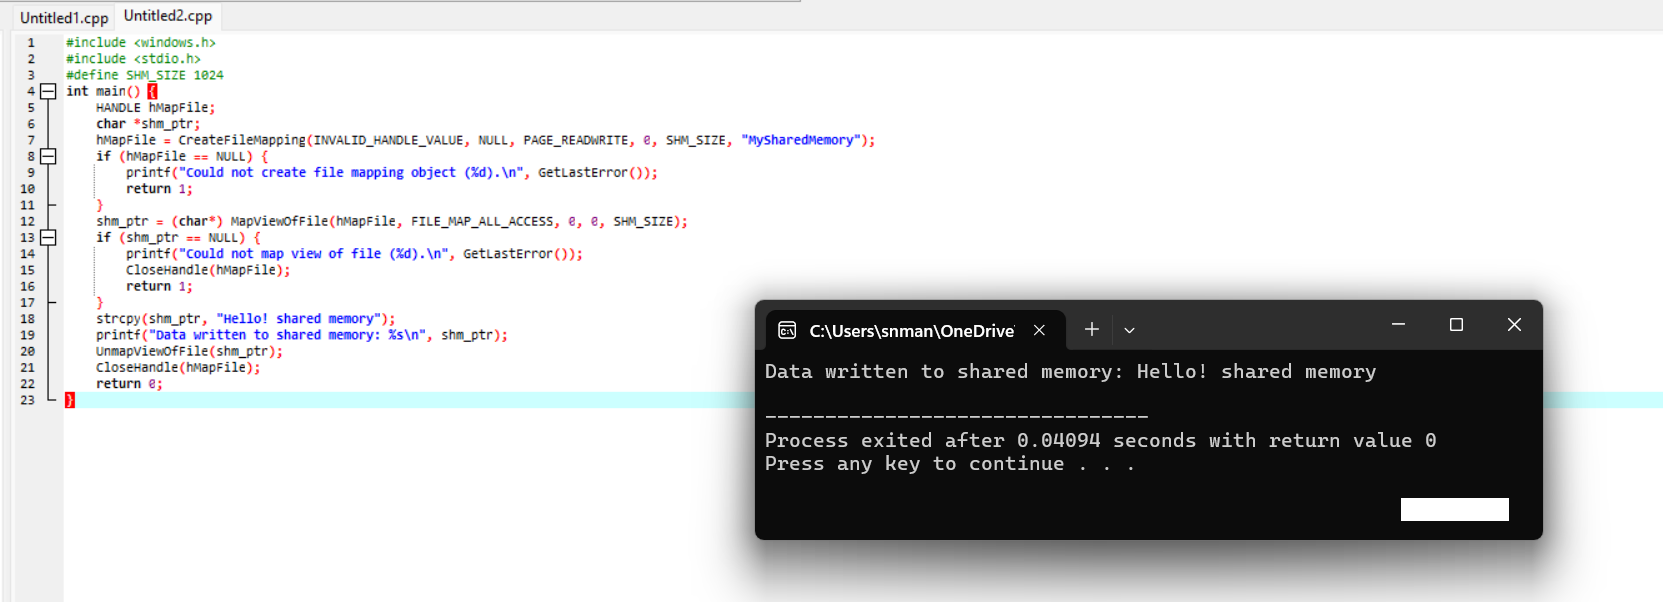 Untitled1.cpp Untitled2.cpp
1 #include <windows.h>
2 #include <stdio.h>
3 #define SHM_SIZE 1024
4 int main() {
5 HANDLE hMapFile;
6 char *shm_ptr;
7 hMapFile = CreateFileMapping(INVALID_HANDLE_VALUE, NULL, PAGE_READWRITE, 0, SHM_SIZE, "MySharedMemory");
8 if (hMapFile == NULL) {
9 printf("Could not create file mapping object (%d).\n", GetLastError());
10 return 1;
11 }
12 shm_ptr = (char*) MapViewOfFile(hMapFile, FILE_MAP_ALL_ACCESS, 0, 0, SHM_SIZE);
13 if (shm_ptr == NULL) {
14 printf("Could not map view of file (%d).\n", GetLastError());
15 CloseHandle(hMapFile);
16 return 1;
17 }
18 strcpy(shm_ptr, "Hello! shared memory");
19 printf("Data written to shared memory: %s\n", shm_ptr);
20 UnmapViewOfFile(shm_ptr);
21 CloseHandle(hMapFile);
22 return 0;
23 }
C:\Users\snman\OneDrive
Data written to shared memory: Hello! shared memory
--------------------------------
Process exited after 0.04094 seconds with return value 0
Press any key to continue . . .